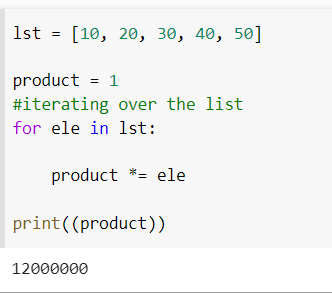 lst = [10, 20, 30, 40, 50]
product = 1
#iterating over the list
for ele in lst:
    product *= ele
print((product))
12000000